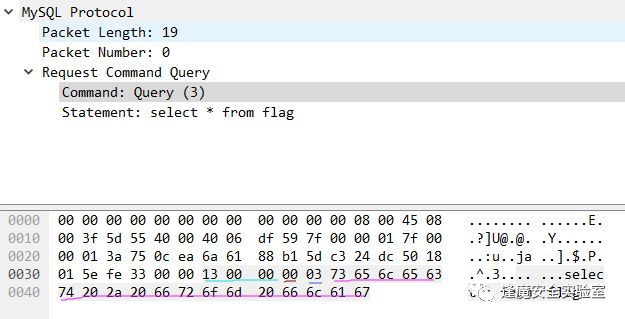 MySQL Protocol
Packet Length: 19
Packet Number: 0
Request Command Query
Command: Query (3)
Statement: select * from flag
0000 00 00 00 00 00 00 00 00 00 00 00 00 08 00 45 08 ........ ......E.
0010 00 3f 5d 55 40 00 40 06 df 59 7f 00 00 01 7f 00 .?]U@.@. .Y......
0020 00 01 3a 75 0c ea 6a 61 88 b1 5d c3 24 dc 50 18 ..:u..ja ..].$.P.
0030 01 5e fe 33 00 00 13 00 00 00 03 73 65 6c 65 63 .^.3.... ...selec
0040 74 20 2a 20 66 72 6f 6d 20 66 6c 61 67
逢魔安全实验室